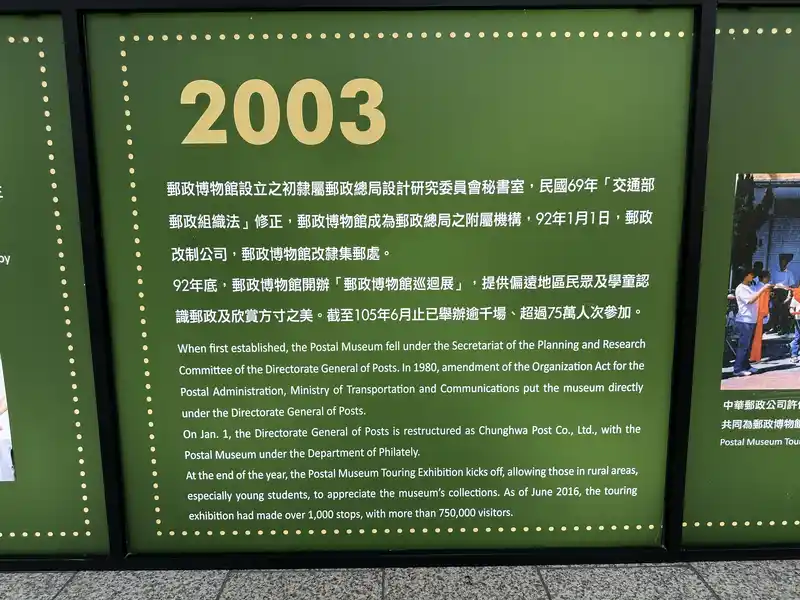 2003
郵政博物館設立之初隸屬郵政總局設計研究委員會秘書室，民國69年「交通部
郵政組織法」修正，郵政博物館成為郵政總局之附屬機構，92年1月1日，郵政
改制公司，郵政博物館改隸集郵處。
92年底，郵政博物館開辦「郵政博物館巡迴展」，提供偏遠地區民眾及學童認
識郵政及欣賞方寸之美。截至105年6月止已舉辦逾千場、超過75萬人次參加。
When first established, the Postal Museum fell under the Secretariat of the Planning and Research
Committee of the Directorate General of Posts. In 1980, amendment of the Organization Act for the
Postal Administration, Ministry of Transportation and Communications put the museum directly
under the Directorate General of Posts.
On Jan. 1, the Directorate General of Posts is restructured as Chunghwa Post Co., Ltd., with the
Postal Museum under the Department of Philately.
At the end of the year, the Postal Museum Touring Exhibition kicks off, allowing those in rural areas,
especially young students, to appreciate the museum's collections. As of June 2016, the touring
exhibition had made over 1,000 stops, with more than 750,000 visitors.
中華郵政公司許
共同為郵政博物館
Postal Museum Tou